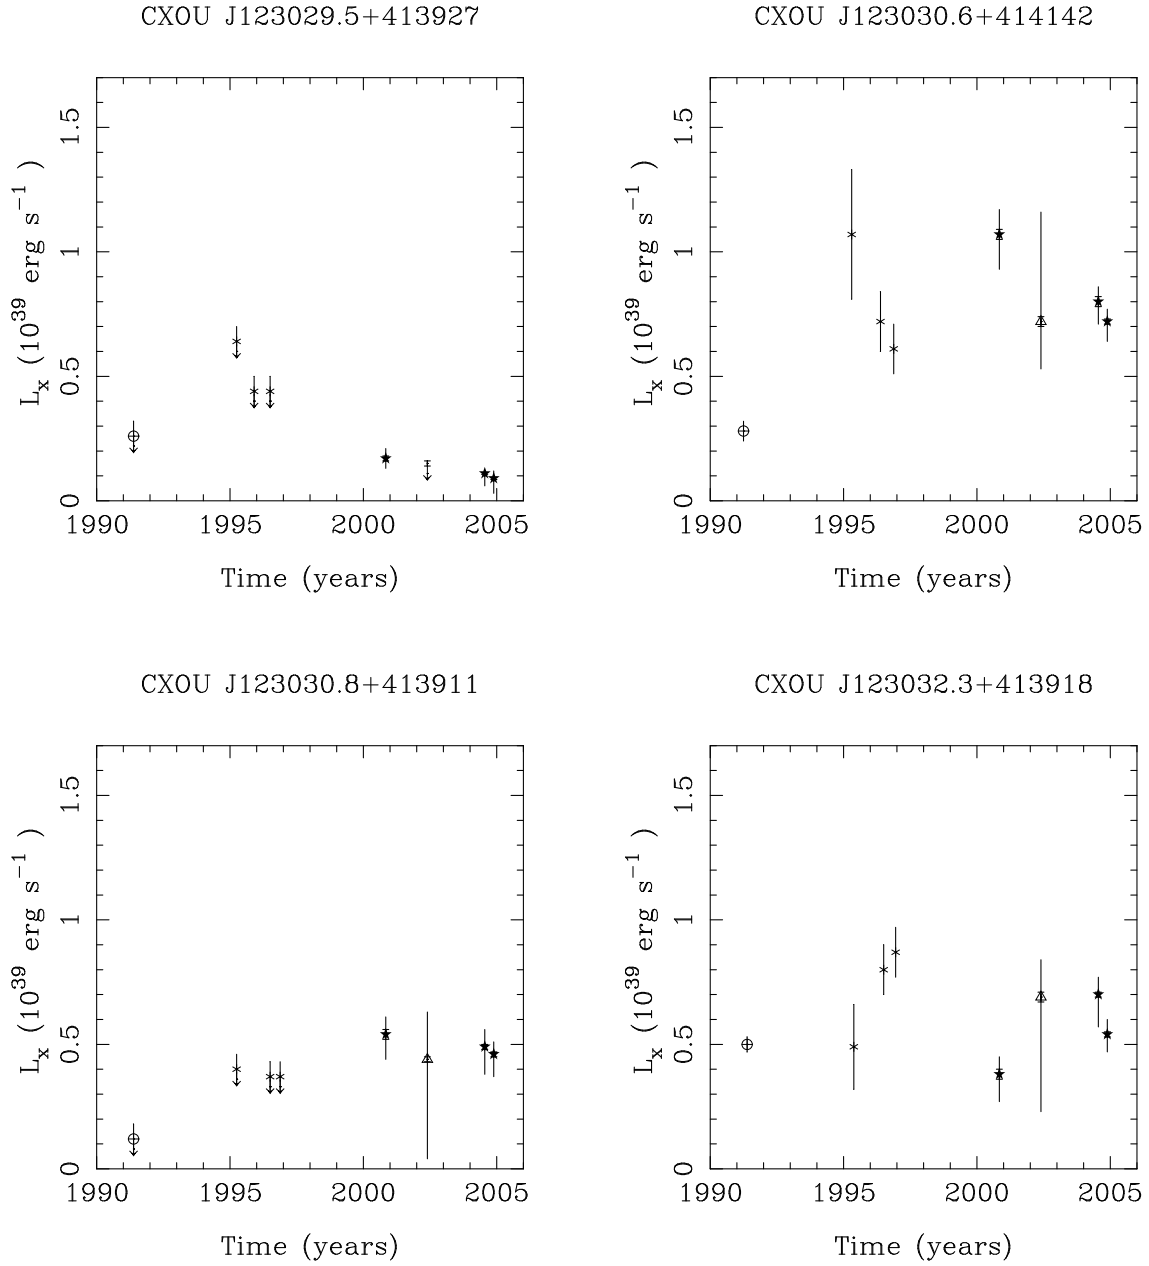 CXOU J123029.5+413927
1.5
1
0.5
0
L_x (10^39 erg s^−1 )
1990 1995 2000 2005
Time (years)
CXOU J123030.6+414142
1.5
1
0.5
0
L_x (10^39 erg s^−1 )
1990 1995 2000 2005
Time (years)
CXOU J123030.8+413911
1.5
1
0.5
0
L_x (10^39 erg s^−1 )
1990 1995 2000 2005
Time (years)
CXOU J123032.3+413918
1.5
1
0.5
0
L_x (10^39 erg s^−1 )
1990 1995 2000 2005
Time (years)